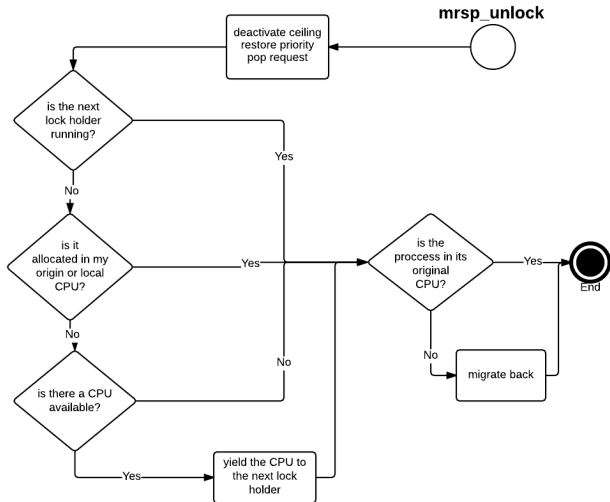 mrsp_unlock
deactivate ceiling
restore priority
pop request
is the next
lock holder
running?
Yes
No
is it
allocated in my
origin or local
CPU?
Yes
is the
proccess in its
original
CPU?
Yes
End
No
No
No
migrate back
is there a CPU
available?
Yes
yield the CPU to
the next lock
holder